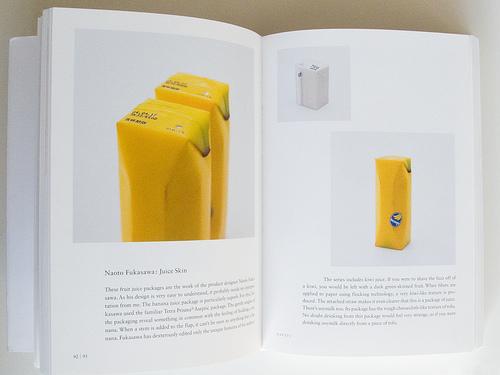 Naoto Fukasawa: Juice Skin
These fruit juice packages are the work of the product designer Naoto Fuka-
sawa. As his design is very easy to understand, it probably needs no
tation from me. The banana juice package is particularly superb. For this,
kasawa used the familiar Tetra Prisma® Aseptic package. The gentle angles of
the packaging reveal something in common with the feeling of holding a ba-
nana. When a stem is added to the flap, it can't be seen as anything but a ba-
nana. Fukasawa has dexterously edited only the unique features of the
92 | 93
The series includes kiwi juice. If you were to shave the fuzz off of
a kiwi, you would be left with a dark green-skinned fruit. When fibers are
applied to paper using flocking technology, a very kiwi-like texture is pro-
duced. The attached straw makes it even clearer that this is a package of juice.
There's soymilk too. Its package has the rough cheesecloth-like texture of tofu.
No doubt drinking from this package would feel very strange, as if you were
drinking soymilk directly from a piece of tofu.